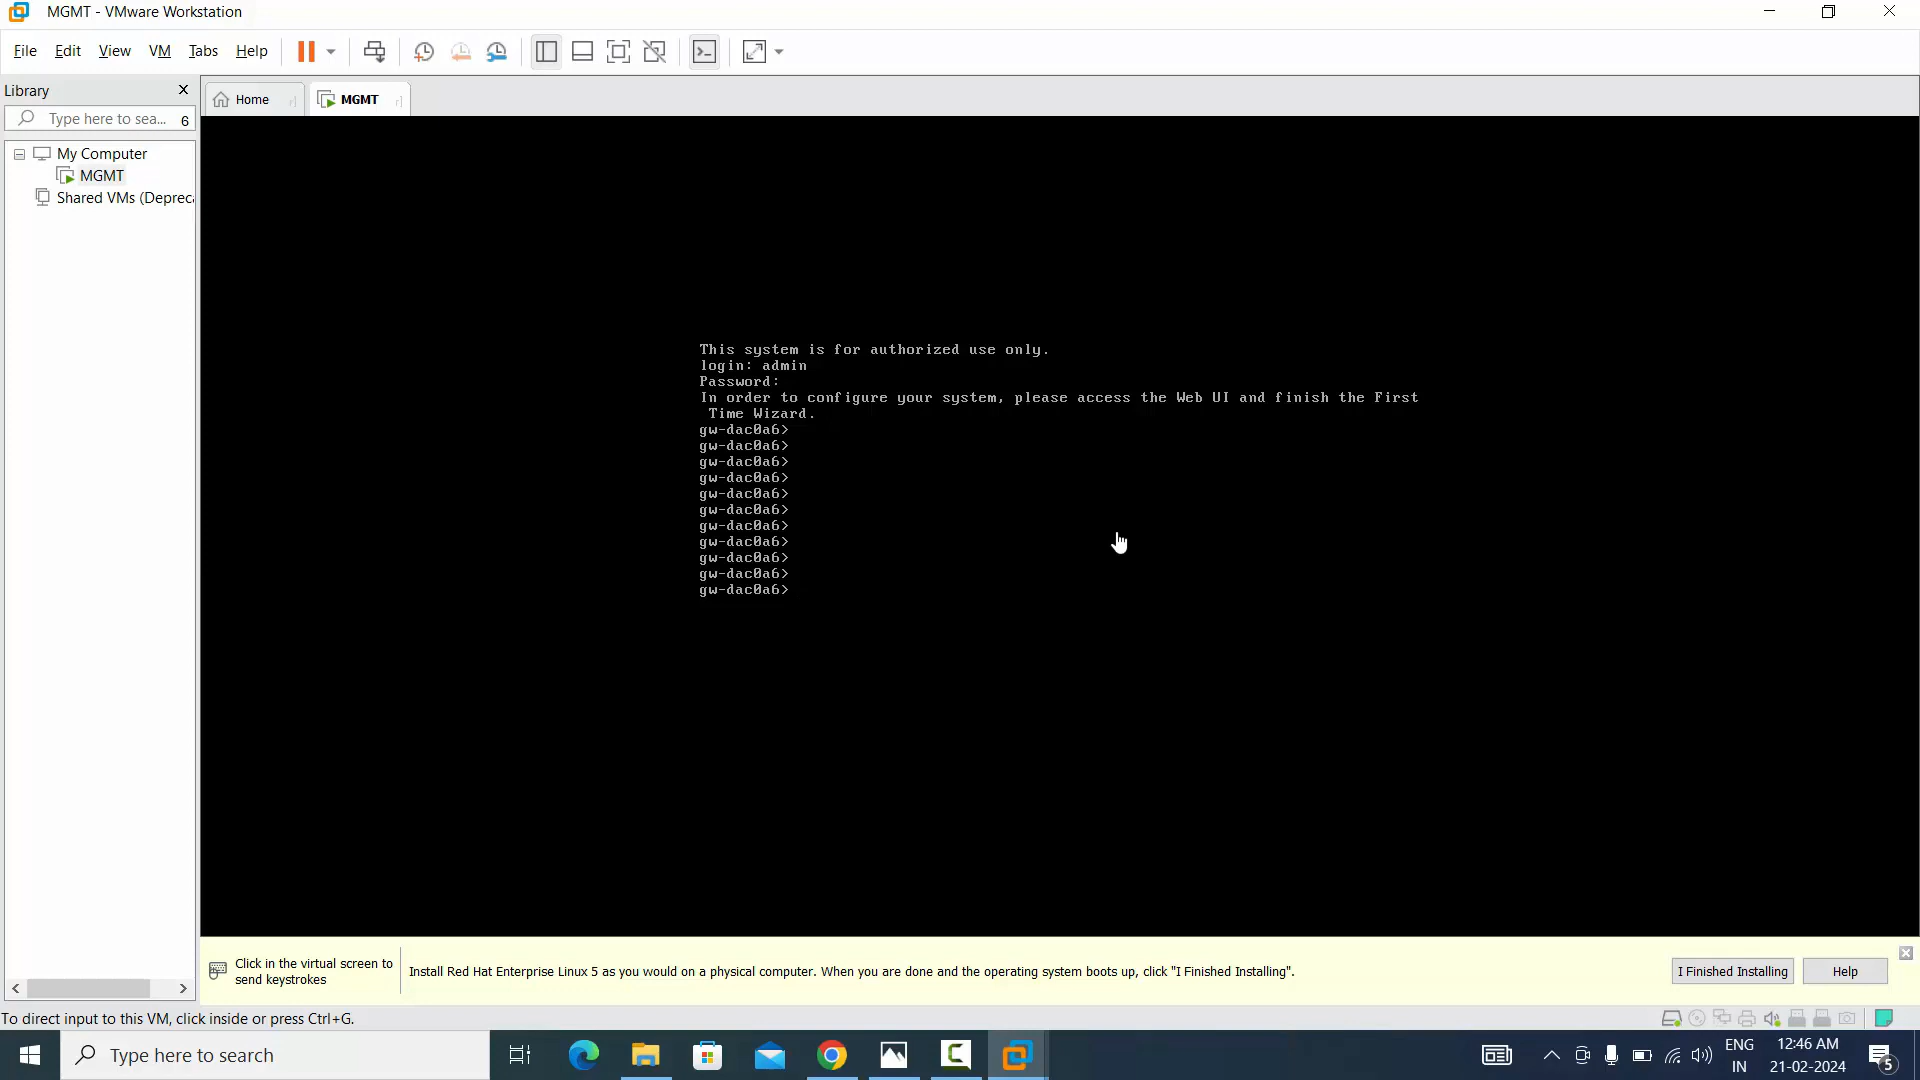 MGMT - VMware Workstation
File Edit View VM Tabs Help
Library
Type here to sea... 6
My Computer
MGMT
Shared VMs (Depreca
Home
MGMT
This system is for authorized use only.
login: admin
Password:
In order to configure your system, please access the Web UI and finish the First
Time Wizard.
gw-dac0a6>
gw-dac0a6>
gw-dac0a6>
gw-dac0a6>
gw-dac0a6>
gw-dac0a6>
gw-dac0a6>
gw-dac0a6>
gw-dac0a6>
gw-dac0a6>
gw-dac0a6>
Click in the virtual screen to
send keystrokes
Install Red Hat Enterprise Linux 5 as you would on a physical computer. When you are done and the operating system boots up, click "I Finished Installing".
I Finished Installing
Help
To direct input to this VM, click inside or press Ctrl+G.
Type here to search
ENG
IN
12:46 AM
21-02-2024
5